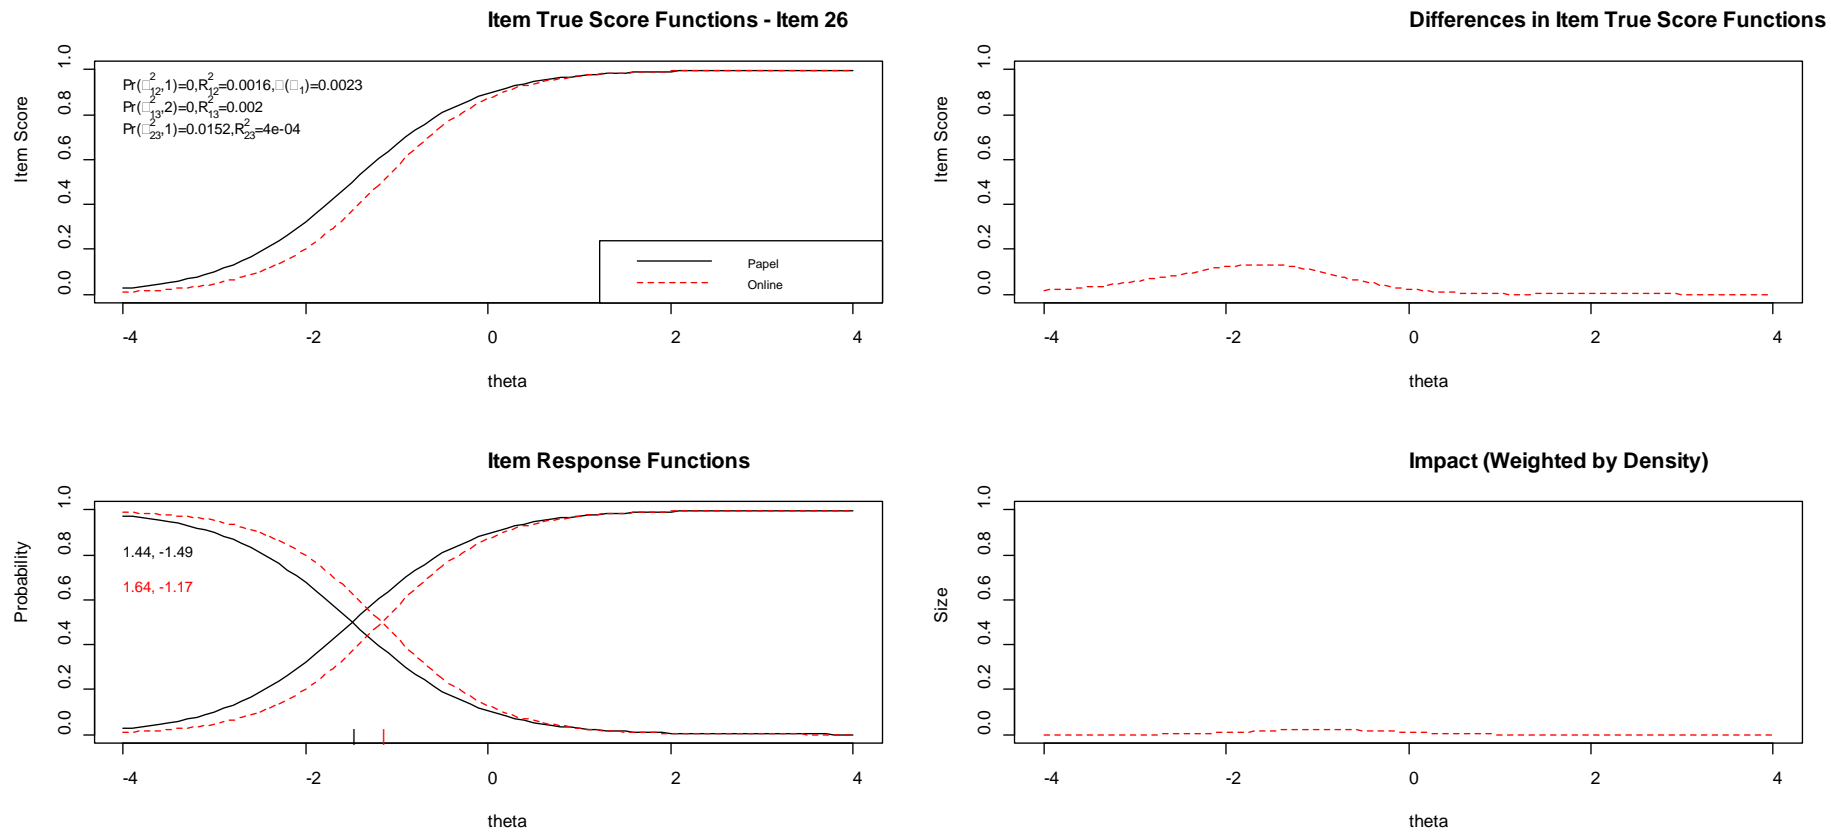 Item True Score Functions - Item 26
Pr(□²₁₂,1)=0,R²₁₂=0.0016,□(□₁)=0.0023
Pr(□²₁₃,2)=0,R²₁₃=0.002
Pr(□²₂₃,1)=0.0152,R²₂₃=4e-04
Item Score
0.0 0.2 0.4 0.6 0.8 1.0
Papel
Online
-4 -2 0 2 4
theta
Differences in Item True Score Functions
Item Score
0.0 0.2 0.4 0.6 0.8 1.0
-4 -2 0 2 4
theta
Item Response Functions
Probability
0.0 0.2 0.4 0.6 0.8 1.0
1.44, -1.49
1.64, -1.17
-4 -2 0 2 4
theta
Impact (Weighted by Density)
Size
0.0 0.2 0.4 0.6 0.8 1.0
-4 -2 0 2 4
theta